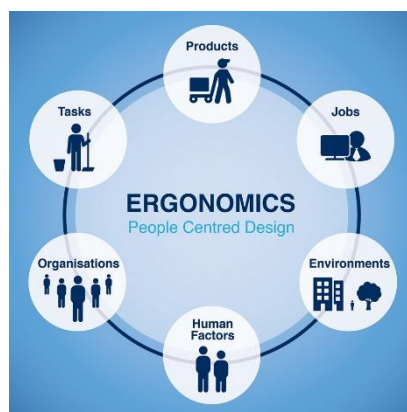 Products
Tasks
Jobs
ERGONOMICS
People Centred Design
Organisations
Environments
Human
Factors